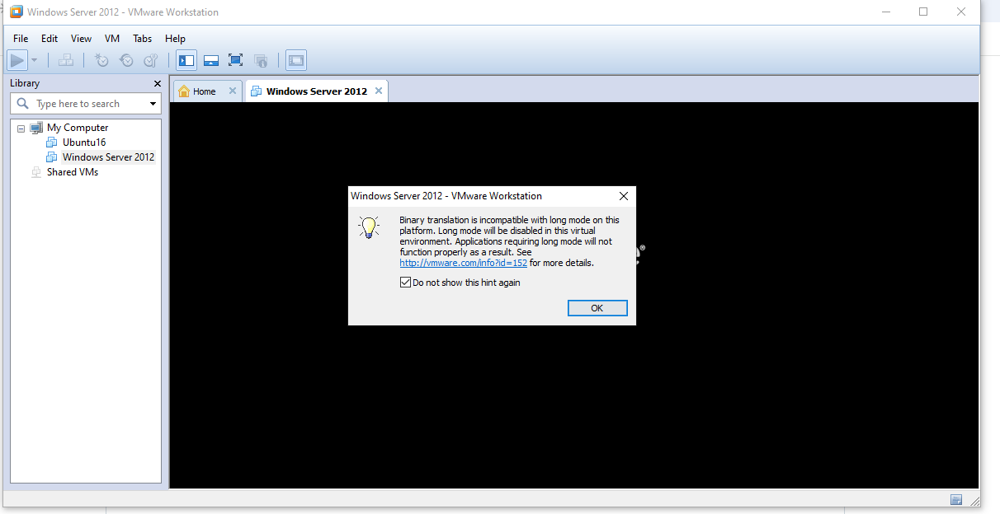 Windows Server 2012 - VMware Workstation
File Edit View VM Tabs Help
Library
Home
Windows Server 2012
Type here to search
My Computer
Ubuntu16
Windows Server 2012
Shared VMs
Windows Server 2012 - VMware Workstation
Binary translation is incompatible with long mode on this
platform. Long mode will be disabled in this virtual
environment. Applications requiring long mode will not
function properly as a result. See
http://vmware.com/info?id=152 for more details.
Do not show this hint again
OK